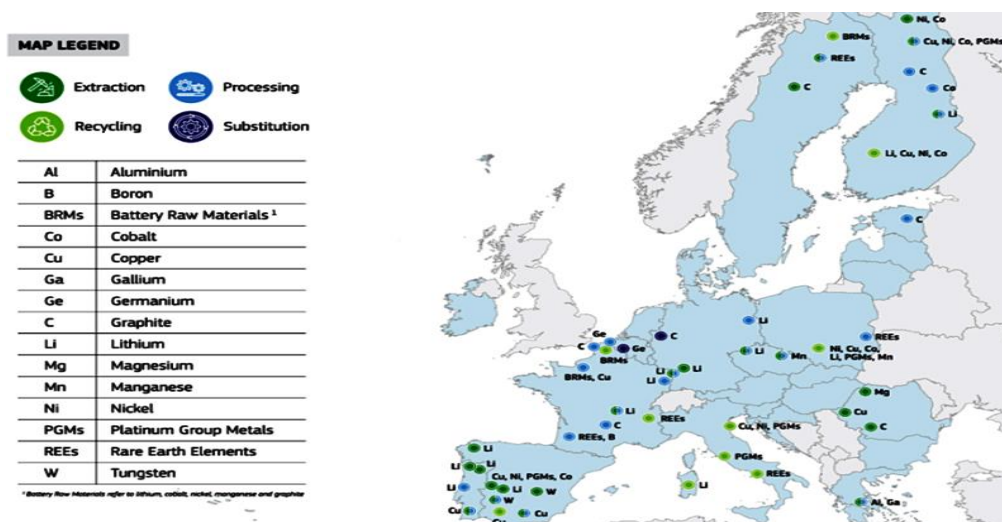 MAP LEGEND
Extraction
Processing
Recycling
Substitution
Al Aluminium
B Boron
BRMs Battery Raw Materials ¹
Co Cobalt
Cu Copper
Ga Gallium
Ge Germanium
C Graphite
Li Lithium
Mg Magnesium
Mn Manganese
Ni Nickel
PGMs Platinum Group Metals
REEs Rare Earth Elements
W Tungsten
¹ Battery Raw Materials refer to lithium, cobalt, nickel, manganese and graphite
Ni, Co
BRMs
Cu, Ni, Co, PGMs
REEs
C
C
Co
Li
Li, Cu, Ni, Co
C
Li
Ge
C
C
Ge
BRMs
REEs
Li
Mn
Ni, Cu, Co,
Li, PGMs, Mn
BRMs, Cu
Li
Li
Li
Mg
Li
REEs
Cu
C
Cu, Ni, PGMs
C
REEs, B
Li
PGMs
Li
Li
REEs
Cu, Ni, PGMs, Co
Li
Li
W
W
Al, Ga
Cu
Cu
Cu